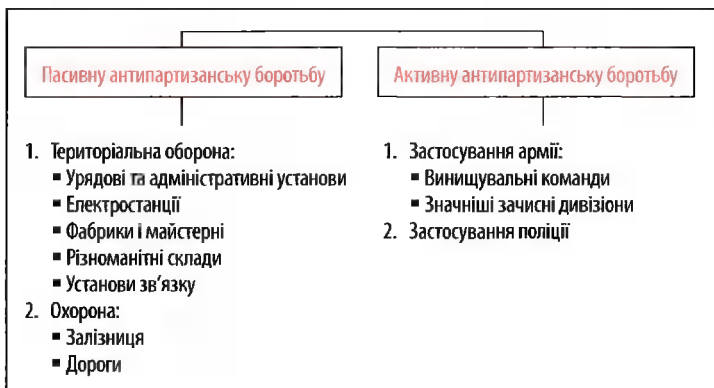 Пасивну антипартизанську боротьбу
1. Територіальна оборона:
▪ Урядові та адміністративні установи
▪ Електростанції
▪ Фабрики і майстерні
▪ Різноманітні склади
▪ Установи зв'язку
2. Охорона:
▪ Залізниця
▪ Дороги
Активну антипартизанську боротьбу
1. Застосування армії:
▪ Винищувальні команди
▪ Значніші зачисні дивізіони
2. Застосування поліції